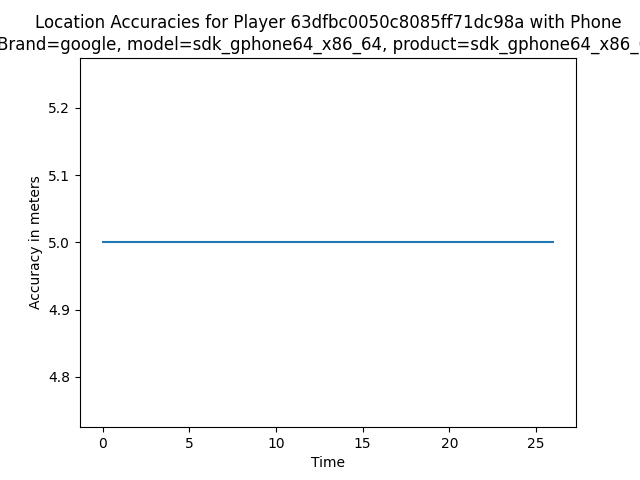 Location Accuracies for Player 63dfbc0050c8085ff71dc98a with Phone
Brand=google, model=sdk_gphone64_x86_64, product=sdk_gphone64_x86_
5.2
5.1
5.0
4.9
4.8
Accuracy in meters
0 5 10 15 20 25
Time